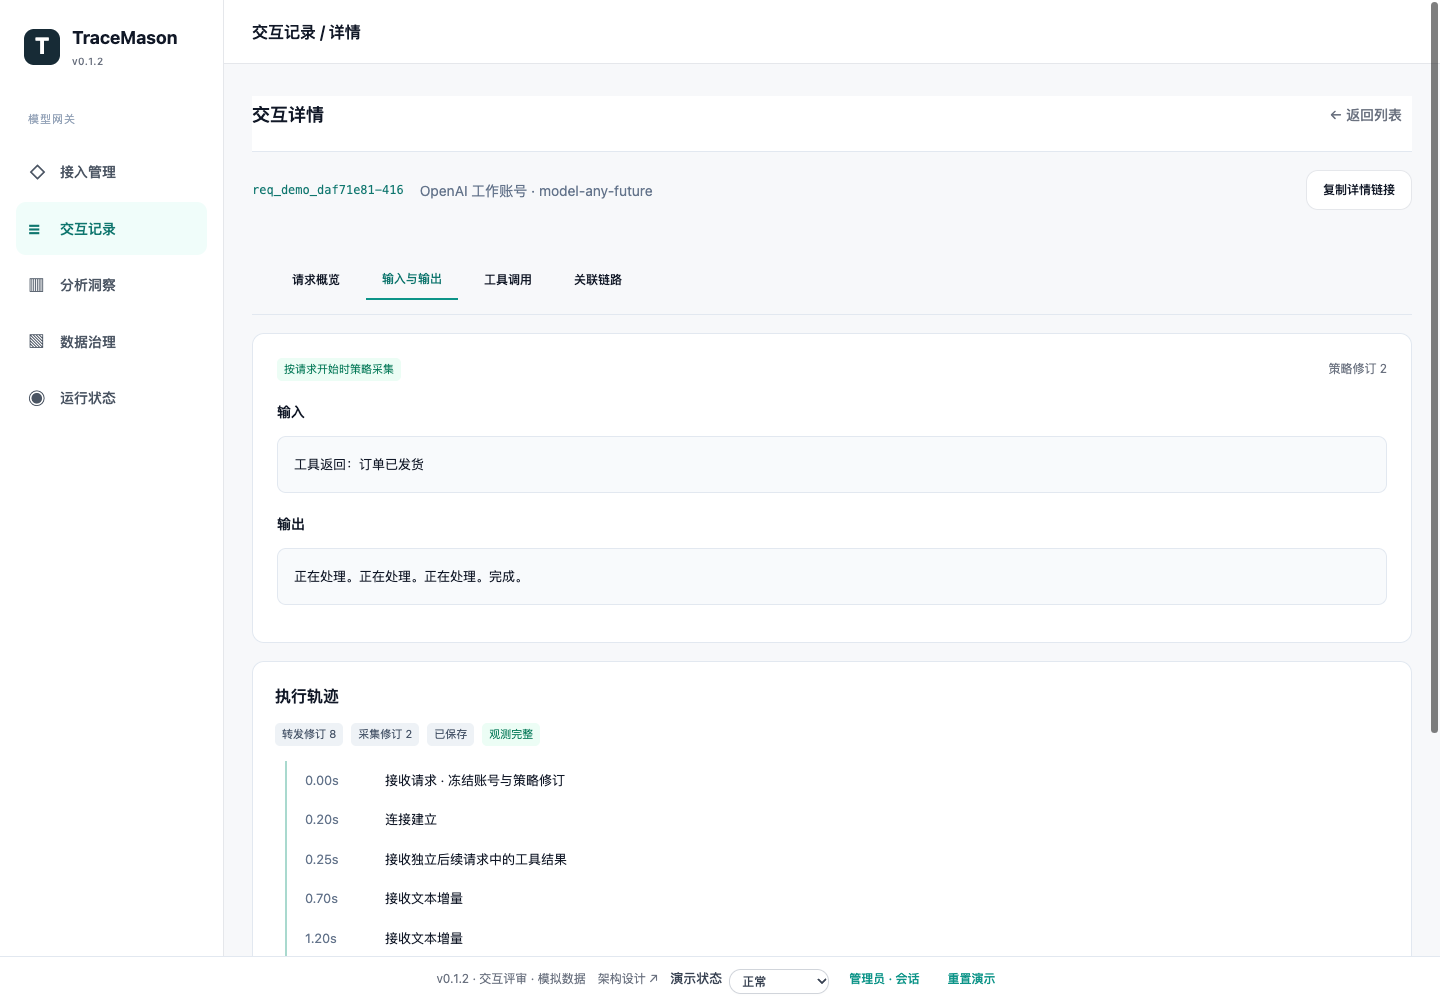 T
TraceMason
v0.1.2
模型网关
接入管理
交互记录
分析洞察
数据治理
运行状态
交互记录 / 详情
交互详情
← 返回列表
req_demo_daf71e81-416 OpenAI 工作账号 · model-any-future
复制详情链接
请求概览 输入与输出 工具调用 关联链路
按请求开始时策略采集 策略修订 2
输入
工具返回：订单已发货
输出
正在处理。正在处理。正在处理。完成。
执行轨迹
转发修订 8 采集修订 2 已保存 观测完整
0.00s 接收请求 · 冻结账号与策略修订
0.20s 连接建立
0.25s 接收独立后续请求中的工具结果
0.70s 接收文本增量
1.20s 接收文本增量
v0.1.2 · 交互评审 · 模拟数据 架构设计 ↗ 演示状态 正常 管理员 · 会话 重置演示